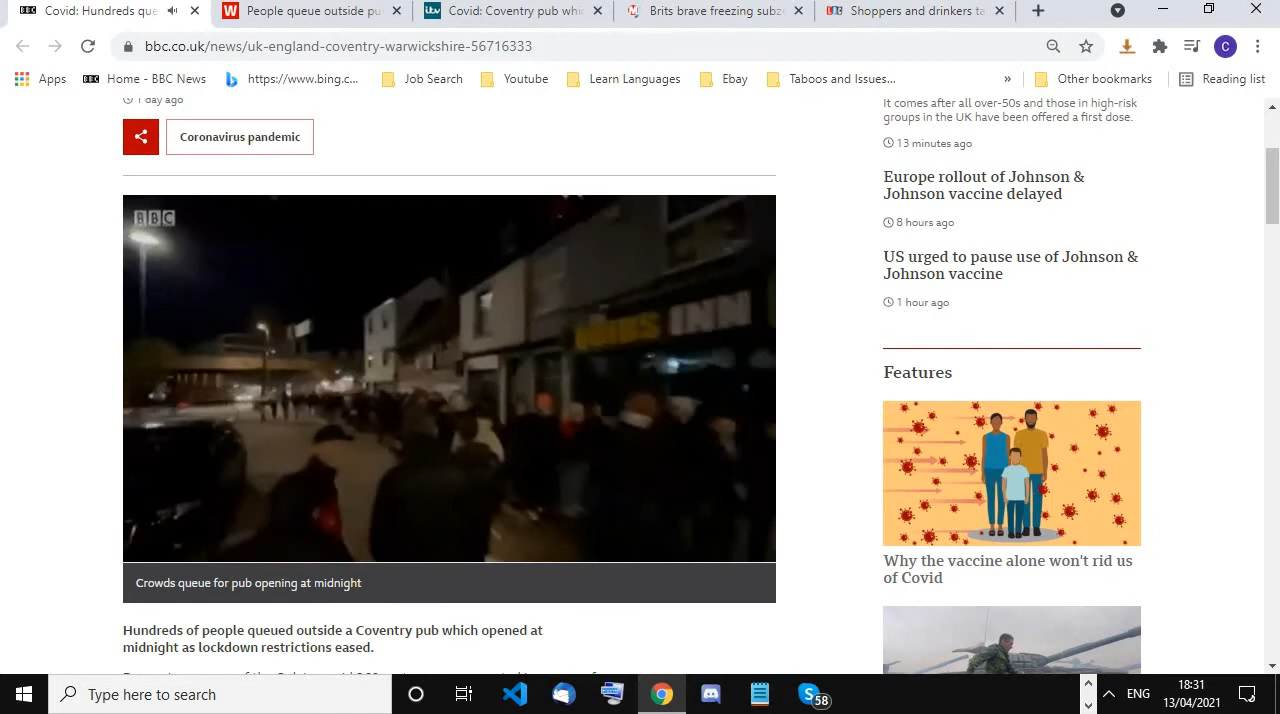 BBC Covid: Hundreds que
W People queue outside pu
itv Covid: Coventry pub whic
M Brits brave freezing subze
Shoppers and drinkers ta
bbc.co.uk/news/uk-england-coventry-warwickshire-56716333
C
Apps
BBC Home - BBC News
https://www.bing.c...
Job Search
Youtube
Learn Languages
Ebay
Taboos and Issues...
»
Other bookmarks
Reading list
1 day ago
Coronavirus pandemic
BBC
INN
Crowds queue for pub opening at midnight
Hundreds of people queued outside a Coventry pub which opened at
midnight as lockdown restrictions eased.
It comes after all over-50s and those in high-risk
groups in the UK have been offered a first dose.
13 minutes ago
Europe rollout of Johnson &
Johnson vaccine delayed
8 hours ago
US urged to pause use of Johnson &
Johnson vaccine
1 hour ago
Features
Why the vaccine alone won't rid us
of Covid
Type here to search
58
ENG
18:31
13/04/2021